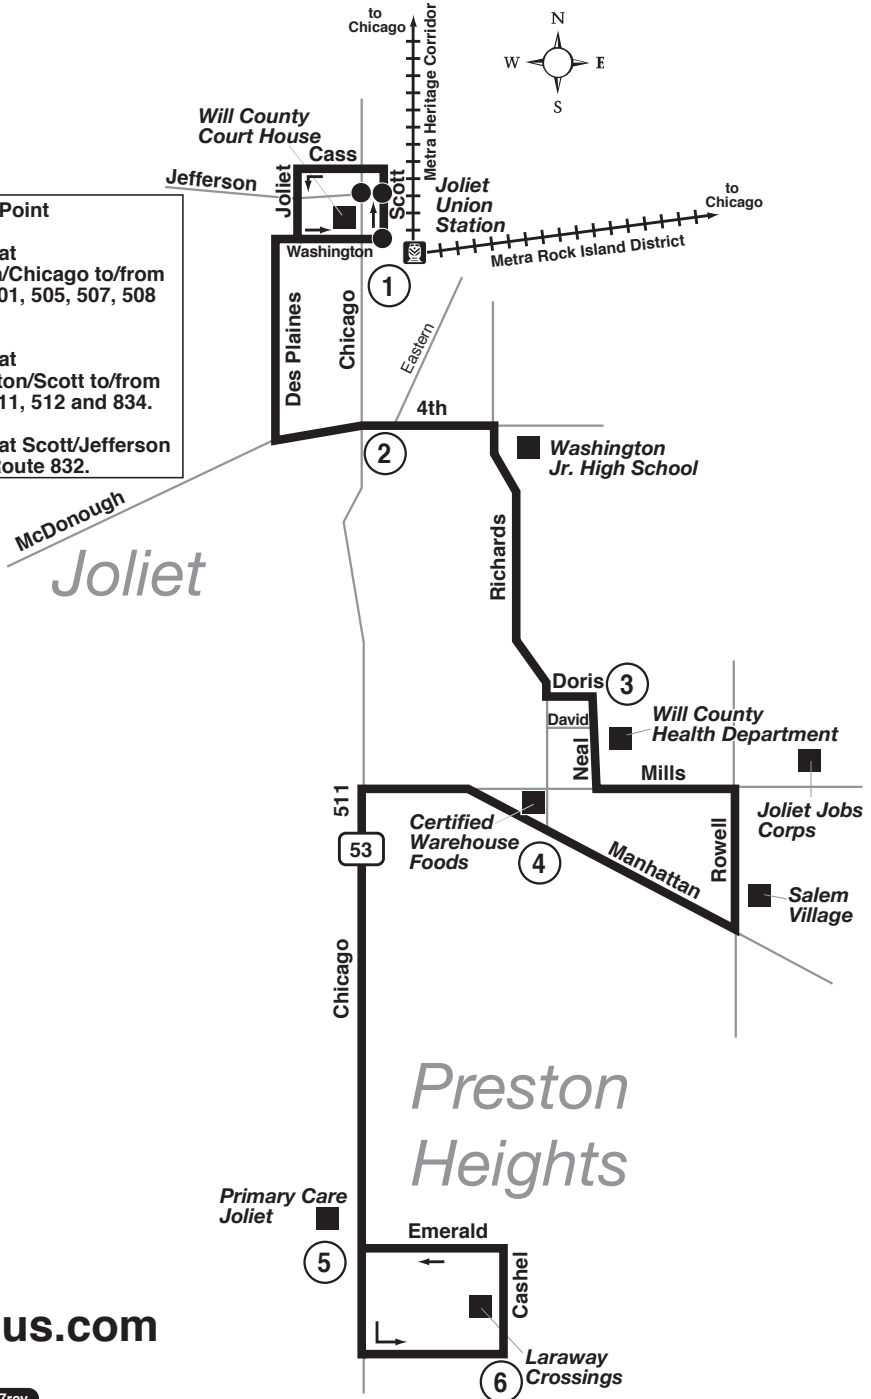 to
Chicago
Metra Heritage Corridor
N
W
E
S
Will County
Court House
Cass
Jefferson
Joliet
Scott
Joliet
Union
Station
to
Chicago
Metra Rock Island District
Washington
1
Point
at
/Chicago to/from
01, 505, 507, 508
at
ton/Scott to/from
11, 512 and 834.
at Scott/Jefferson
Route 832.
Des Plaines
Chicago
Eastern
4th
2
Washington
Jr. High School
McDonough
Joliet
Richards
Doris
3
David
Will County
Health Department
Neal
Mills
511
53
Joliet Jobs
Corps
Certified
Warehouse
Foods
4
Manhattan
Rowell
Salem
Village
Chicago
Preston
Heights
Primary Care
Joliet
5
Emerald
Cashel
us.com
Laraway
Crossings
6